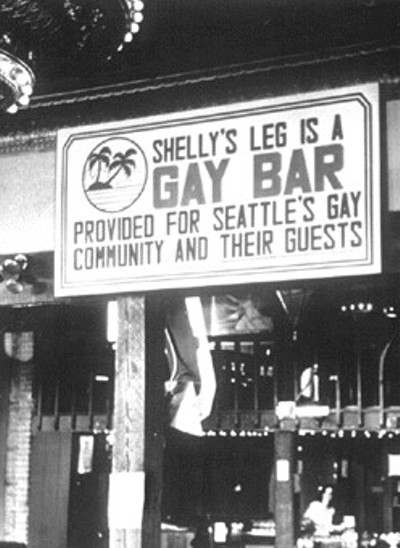 SHELLY'S LEG IS A
GAY BAR
PROVIDED FOR SEATTLE'S GAY
COMMUNITY AND THEIR GUESTS